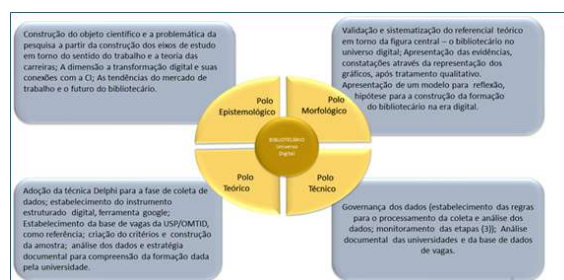 Construção do objeto científico e a problemática da
pesquisa a partir da construção dos eixos de estudo
em torno do sentido do trabalho e a teoria das
carreiras; A dimensão a transformação digital e suas
conexões com a CI; As tendências do mercado de
trabalho e o futuro do bibliotecário.
Validação e sistematização do referencial teórico
em torno da figura central – o bibliotecário no
universo digital; Apresentação das evidências,
constatações através da representação dos
gráficos, após tratamento qualitativo.
Apresentação de um modelo para reflexão,
hipótese para a construção da formação
do bibliotecário na era digital.
Polo
Epistemológico
Polo
Morfológico
BIBLIOTECÁRIO
Universo
Digital
Polo
Teórico
Polo
Técnico
Adoção da técnica Delphi para a fase de coleta de
dados; estabelecimento do instrumento
estruturado digital, ferramenta google;
Estabelecimento da base de vagas da USP/OMTID,
como referência; criação do critérios e construção
da amostra; análise dos dados e estratégia
documental para compreensão da formação dada
pela universidade.
Governança dos dados (estabelecimento das regras
para o processamento da coleta e análise dos
dados; monitoramento das etapas (3)); Análise
documental das universidades e da base de dados
de vagas.